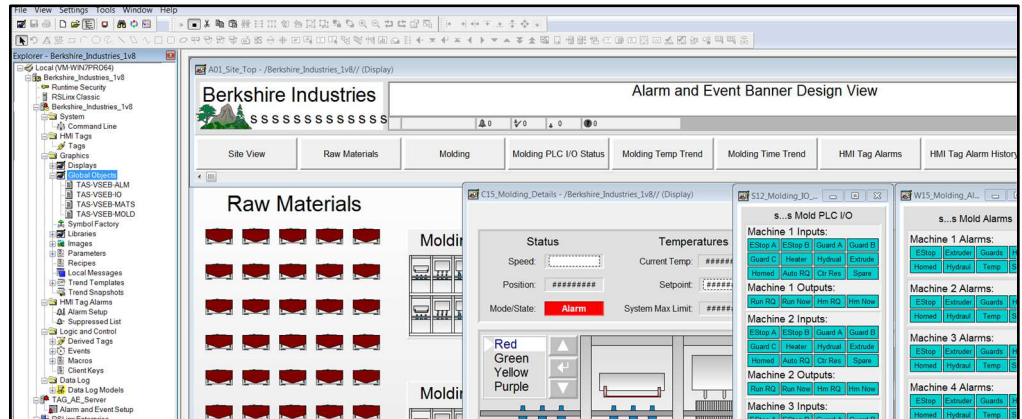 File View Settings Tools Window Help
Explorer - Berkshire_Industries_1v8
Local (VM-WIN7PRO64)
Berkshire_Industries_1v8
Runtime Security
RSLinx Classic
Berkshire_Industries_1v8
System
Command Line
HMI Tags
Tags
Graphics
Displays
Global Objects
TAS-VSEB-ALM
TAS-VSEB-IO
TAS-VSEB-MATS
TAS-VSEB-MOLD
Symbol Factory
Libraries
Images
Parameters
Recipes
Local Messages
Trend Templates
Trend Snapshots
HMI Tag Alarms
Alarm Setup
Suppressed List
Logic and Control
Derived Tags
Events
Macros
Client Keys
Data Log
Data Log Models
TAG_AE_Server
Alarm and Event Setup
RSLinx Enterprise
A01_Site_Top - /Berkshire_Industries_1v8// (Display)
Berkshire Industries
Alarm and Event Banner Design View
S S S S S S S S S S S S S
0 0 0 0
Site View Raw Materials Molding Molding PLC I/O Status Molding Temp Trend Molding Time Trend HMI Tag Alarms HMI Tag Alarm History
Raw Materials
C15_Molding_Details - /Berkshire_Industries_1v8// (Display)
Status Temperatures
Speed: Current Temp: ######
Position: ######### Setpoint: ######
Mode/State: Alarm System Max Limit: ######
Red
Green
Yellow
Purple
S12_Molding_IO_...
s...s Mold PLC I/O
Machine 1 Inputs:
EStop A EStop B Guard A Guard B
Guard C Heater Hydrual Extrude
Homed Auto RQ Ctr Res Spare
Machine 1 Outputs:
Run RQ Run Now Hm RQ Hm Now
Machine 2 Inputs:
EStop A EStop B Guard A Guard B
Guard C Heater Hydrual Extrude
Homed Auto RQ Ctr Res Spare
Machine 2 Outputs:
Run RQ Run Now Hm RQ Hm Now
Machine 3 Inputs:
W15_Molding_Al...
s...s Mold Alarms
Machine 1 Alarms:
EStop Extruder Guards H
Homed Hydraul Temp S
Machine 2 Alarms:
EStop Extruder Guards H
Homed Hydraul Temp S
Machine 3 Alarms:
EStop Extruder Guards H
Homed Hydraul Temp S
Machine 4 Alarms:
EStop Extruder Guards H
Homed Hydraul Temp S